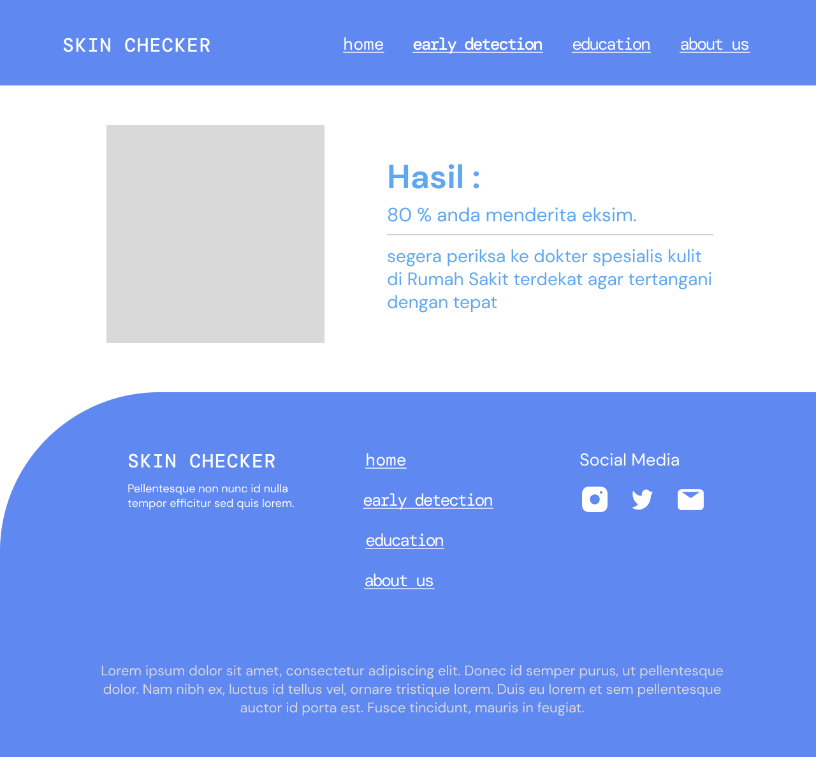 SKIN CHECKER
home early detection education about us
Hasil :
80 % anda menderita eksim.
segera periksa ke dokter spesialis kulit
di Rumah Sakit terdekat agar tertangani
dengan tepat
SKIN CHECKER
Pellentesque non nunc id nulla
tempor efficitur sed quis lorem.
home
early detection
education
about us
Social Media
Lorem ipsum dolor sit amet, consectetur adipiscing elit. Donec id semper purus, ut pellentesque
dolor. Nam nibh ex, luctus id tellus vel, ornare tristique lorem. Duis eu lorem et sem pellentesque
auctor id porta est. Fusce tincidunt, mauris in feugiat.